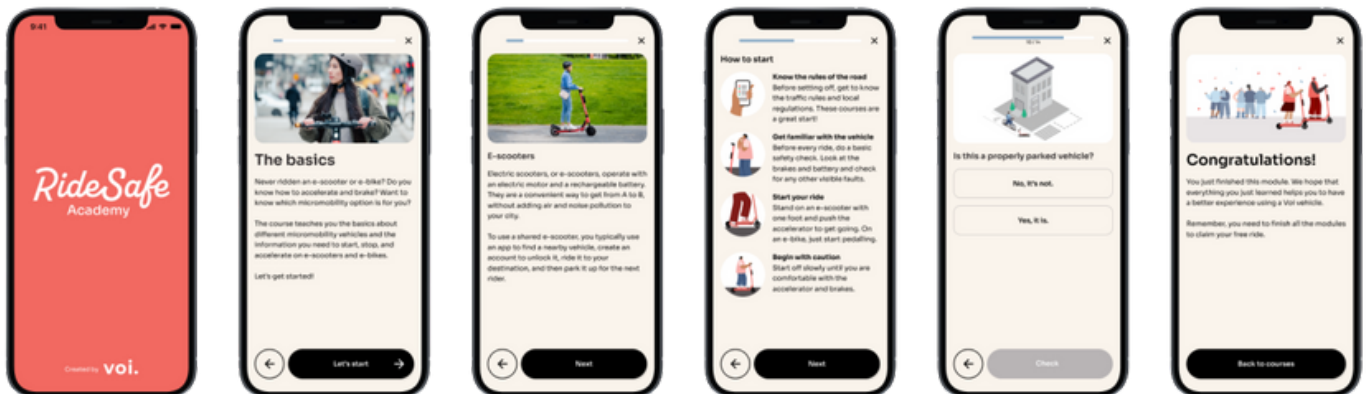 9:41
RideSafe
Academy
Created by voi.
The basics
Never ridden an e-scooter or e-bike? Do you
know how to accelerate and brake? Want to
know which micromobility option is for you?
The course teaches you the basics about
different micromobility vehicles and the
information you need to start, stop, and
accelerate on e-scooters and e-bikes.
Let's get started!
Let's start
E-scooters
Electric scooters, or e-scooters, operate with
an electric motor and a rechargeable battery.
They are a convenient way to get from A to B,
without adding air and noise pollution to
your city.
To use a shared e-scooter, you typically use
an app to find a nearby vehicle, create an
account to unlock it, ride it to your
destination, and then park it up for the next
rider.
Next
How to start
Know the rules of the road
Before setting off, get to know
the traffic rules and local
regulations. These courses are
a great start!
Get familiar with the vehicle
Before every ride, do a basic
safety check. Look at the
brakes and battery and check
for any other visible faults.
Start your ride
Stand on an e-scooter with
one foot and push the
accelerator to get going. On
an e-bike, just start pedalling.
Begin with caution
Start off slowly until you are
comfortable with the
accelerator and brakes.
Next
Is this a properly parked vehicle?
No, it's not.
Yes, it is.
Check
Congratulations!
You just finished this module. We hope that
everything you just learned helps you to have
a better experience using a Voi vehicle.
Remember, you need to finish all the modules
to claim your free ride.
Back to courses